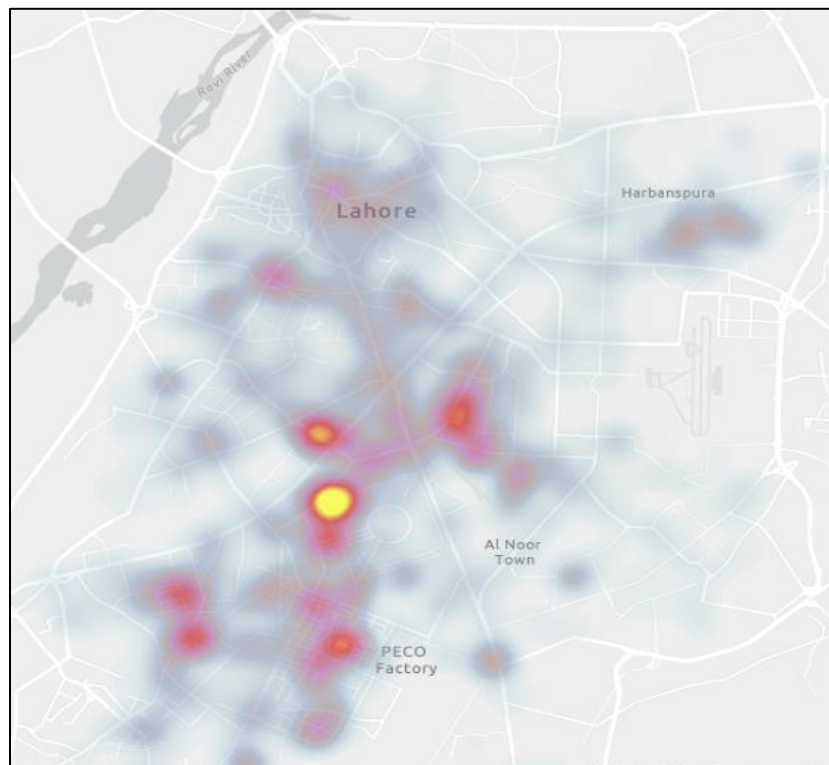 Ravi River
Harbanspura
Lahore
Al Noor
Town
PECO
Factory